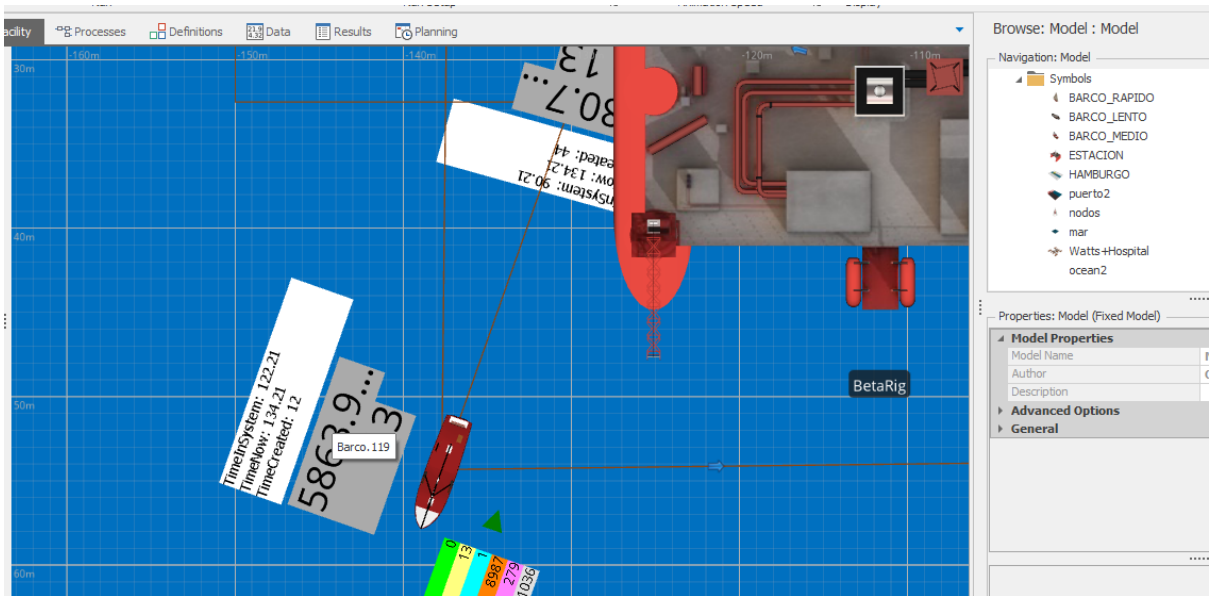 Facility
Processes
Definitions
Data
Results
Planning
-160m
-150m
-140m
-120m
-110m
30m
40m
50m
60m
13
80.7...
Created: 44
Now: 134.21
InSystem: 90.21
TimeInSystem: 122.21
TimeNow: 134.21
TimeCreated: 12
5863.9...
3
Barco.119
BetaRig
0
13
1
8987
279
1036
Browse: Model : Model
Navigation: Model
Symbols
BARCO_RAPIDO
BARCO_LENTO
BARCO_MEDIO
ESTACION
HAMBURGO
puerto2
nodos
mar
Watts+Hospital
ocean2
Properties: Model (Fixed Model)
Model Properties
Model Name
Author
Description
Advanced Options
General